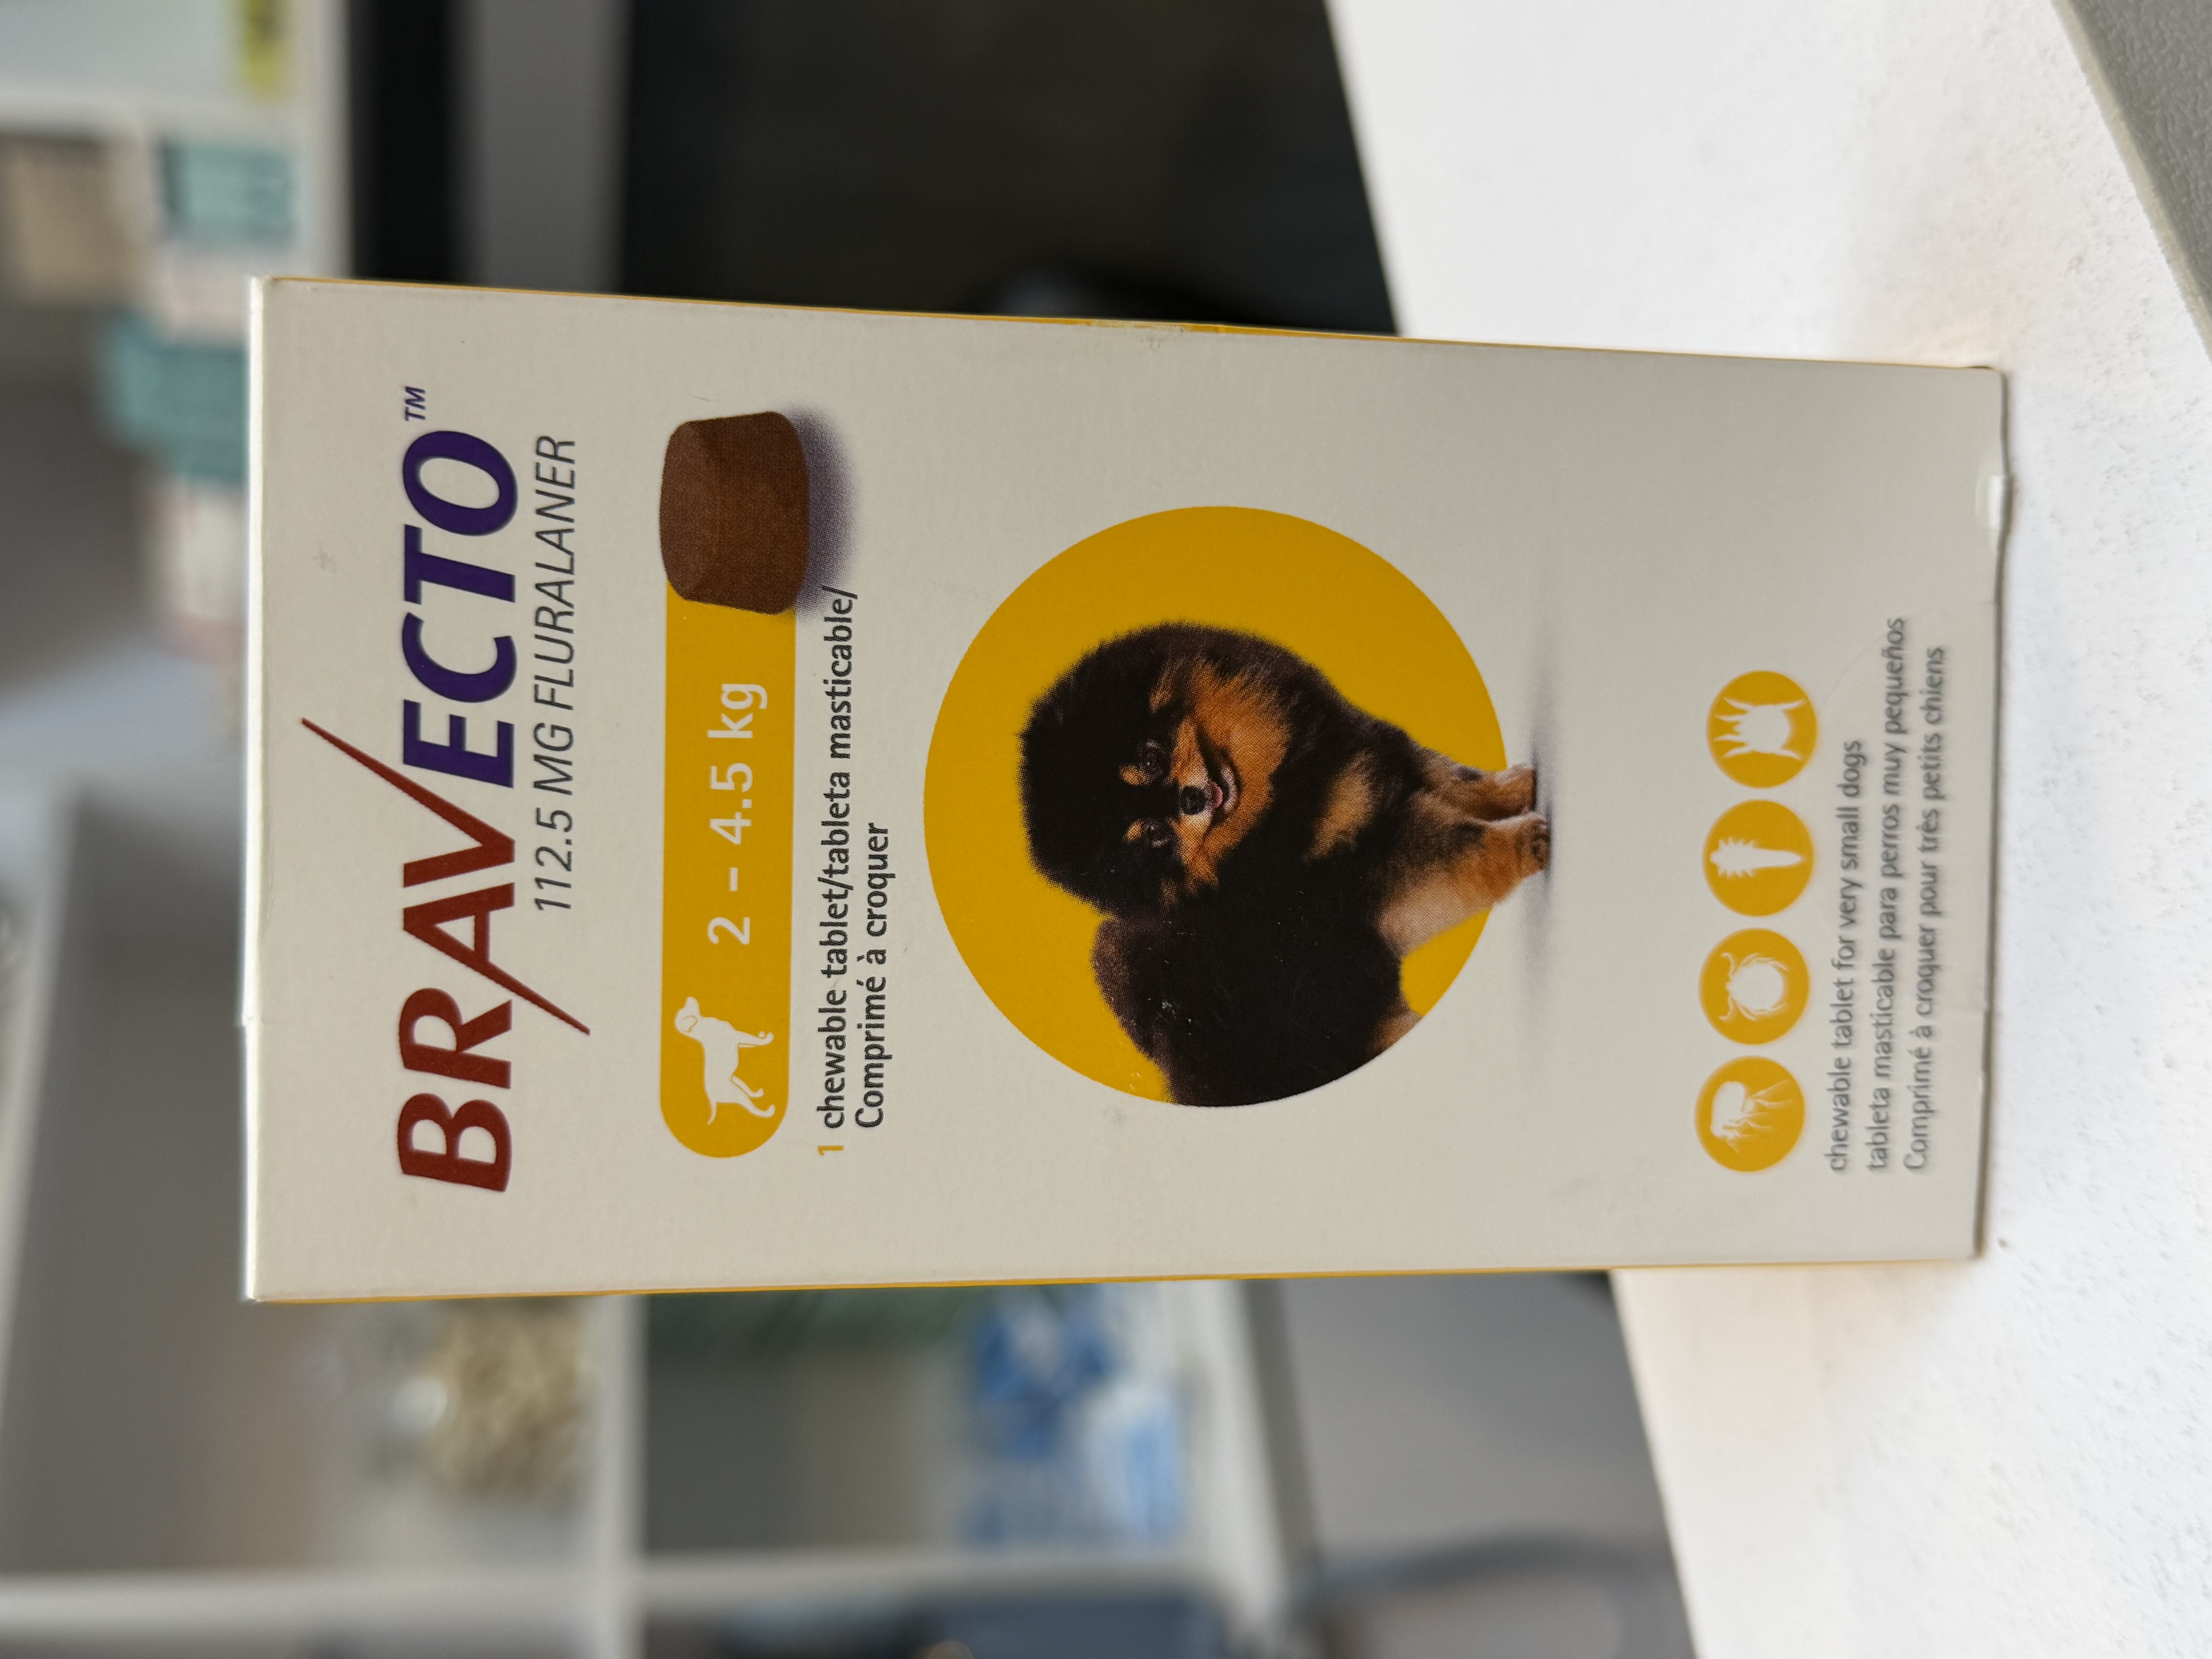 BRAVECTO™
112.5 MG FLURALANER
2 – 4.5 kg
1 chewable tablet/tableta masticable/
Comprimé à croquer
chewable tablet for very small dogs
tableta masticable para perros muy pequeños
Comprimé à croquer pour très petits chiens